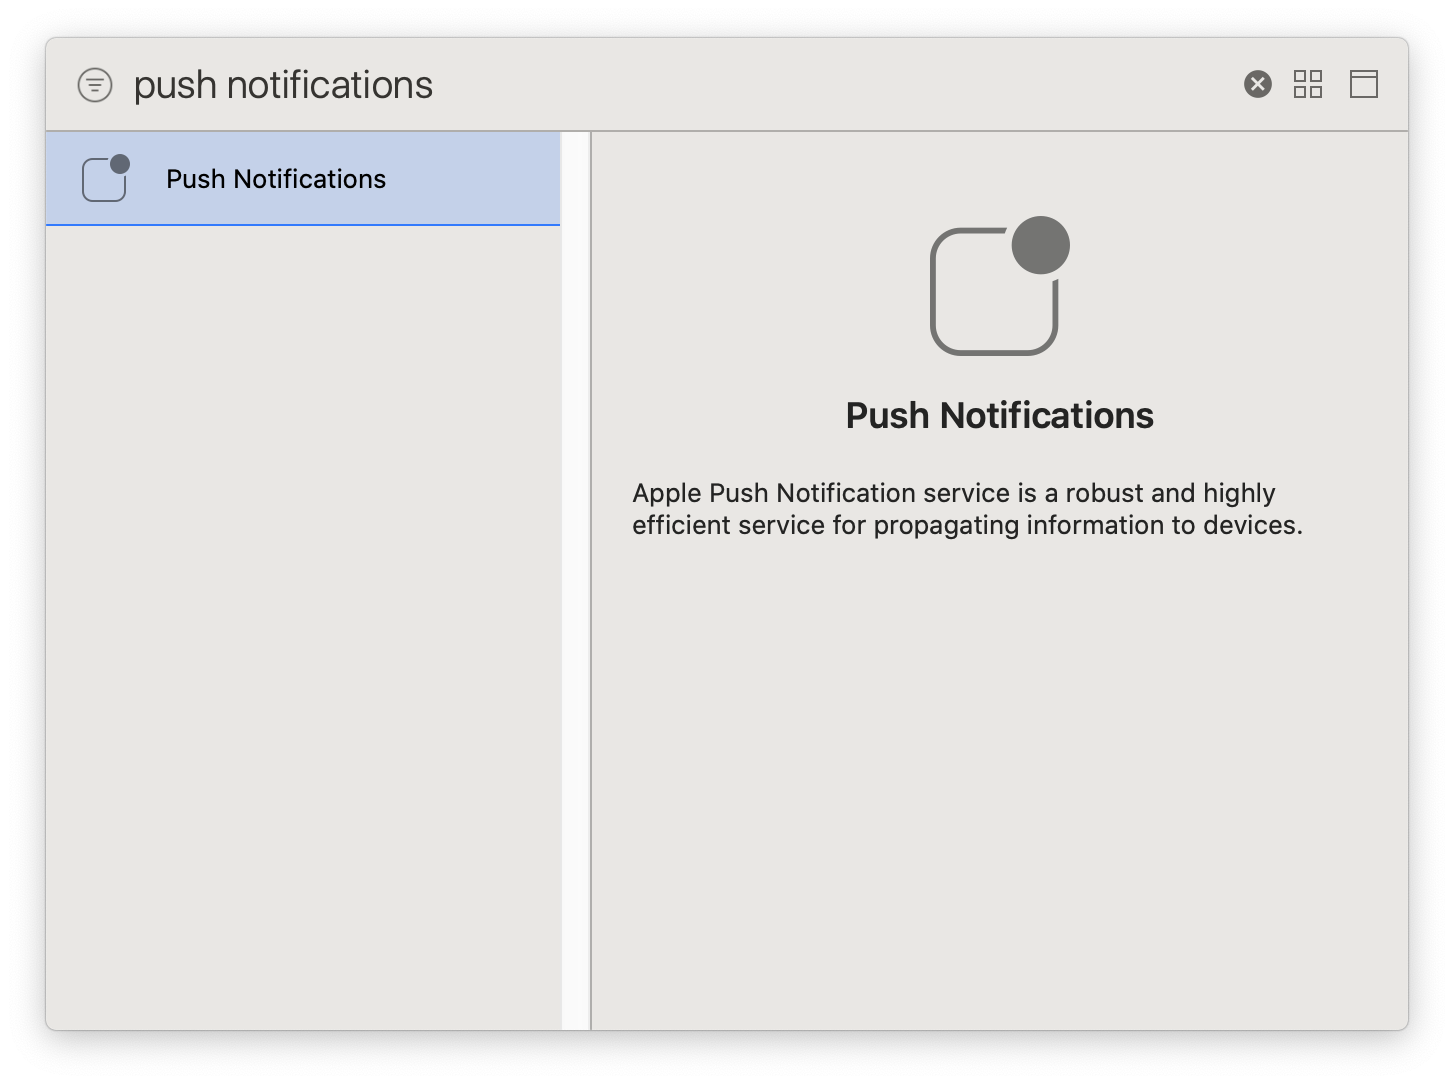 push notifications
Push Notifications
Push Notifications
Apple Push Notification service is a robust and highly
efficient service for propagating information to devices.